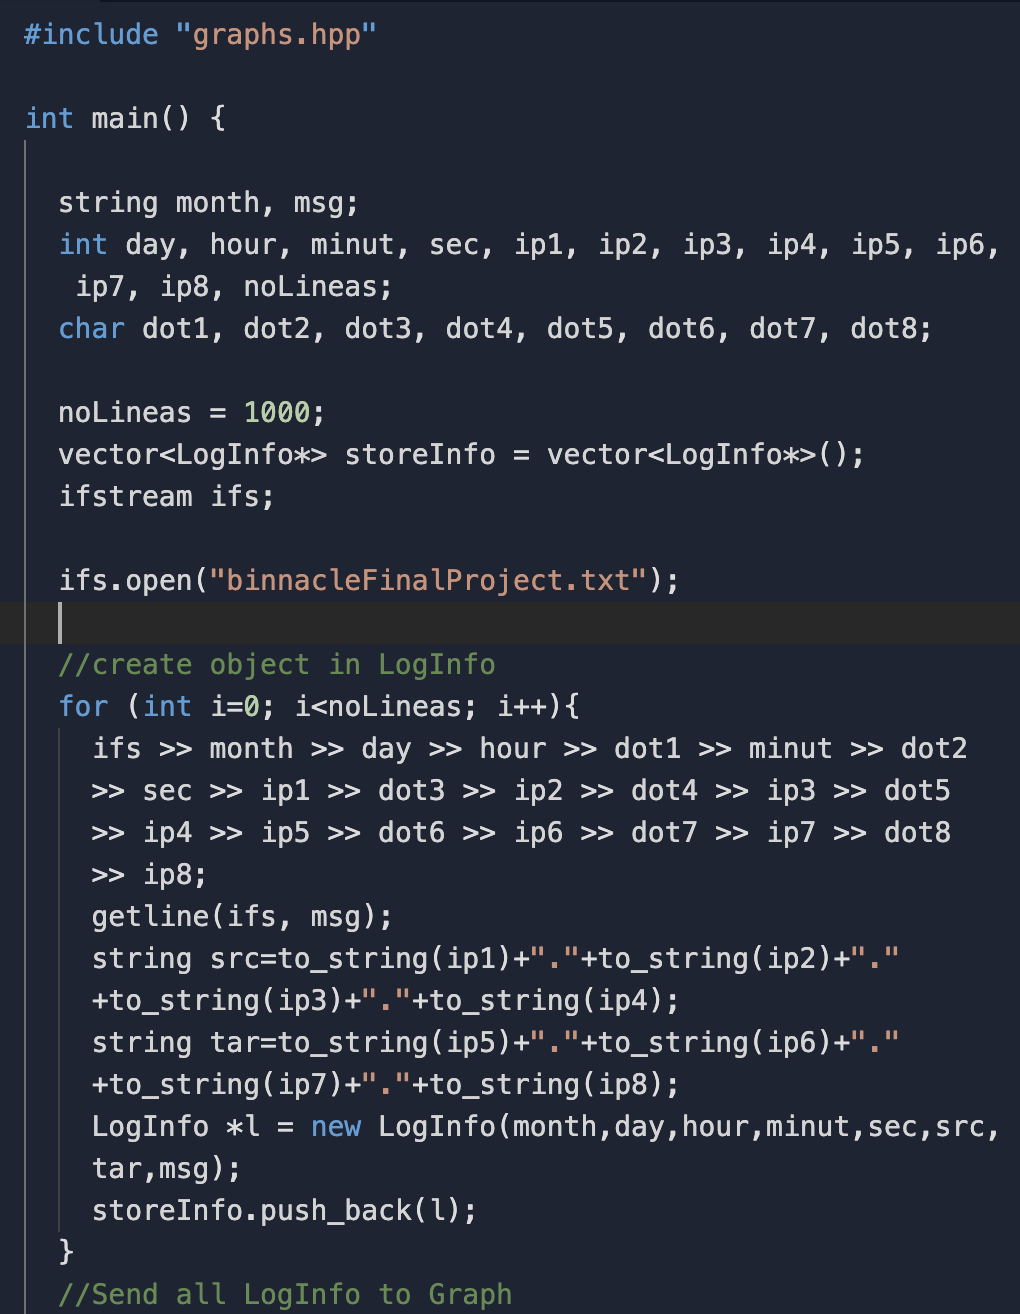 #include "graphs.hpp"
int main() {
string month, msg;
int day, hour, minut, sec, ip1, ip2, ip3, ip4, ip5, ip6,
ip7, ip8, noLineas;
char dot1, dot2, dot3, dot4, dot5, dot6, dot7, dot8;
noLineas = 1000;
vector<LogInfo*> storeInfo = vector<LogInfo*>();
ifstream ifs;
ifs.open("binnacleFinalProject.txt");
//create object in LogInfo
for (int i=0; i<noLineas; i++){
ifs >> month >> day >> hour >> dot1 >> minut >> dot2
>> sec >> ip1 >> dot3 >> ip2 >> dot4 >> ip3 >> dot5
>> ip4 >> ip5 >> dot6 >> ip6 >> dot7 >> ip7 >> dot8
>> ip8;
getline(ifs, msg);
string src=to_string(ip1)+"."+to_string(ip2)+"."
+to_string(ip3)+"."+to_string(ip4);
string tar=to_string(ip5)+"."+to_string(ip6)+"."
+to_string(ip7)+"."+to_string(ip8);
LogInfo *l = new LogInfo(month,day,hour,minut,sec,src,
tar,msg);
storeInfo.push_back(l);
}
//Send all LogInfo to Graph